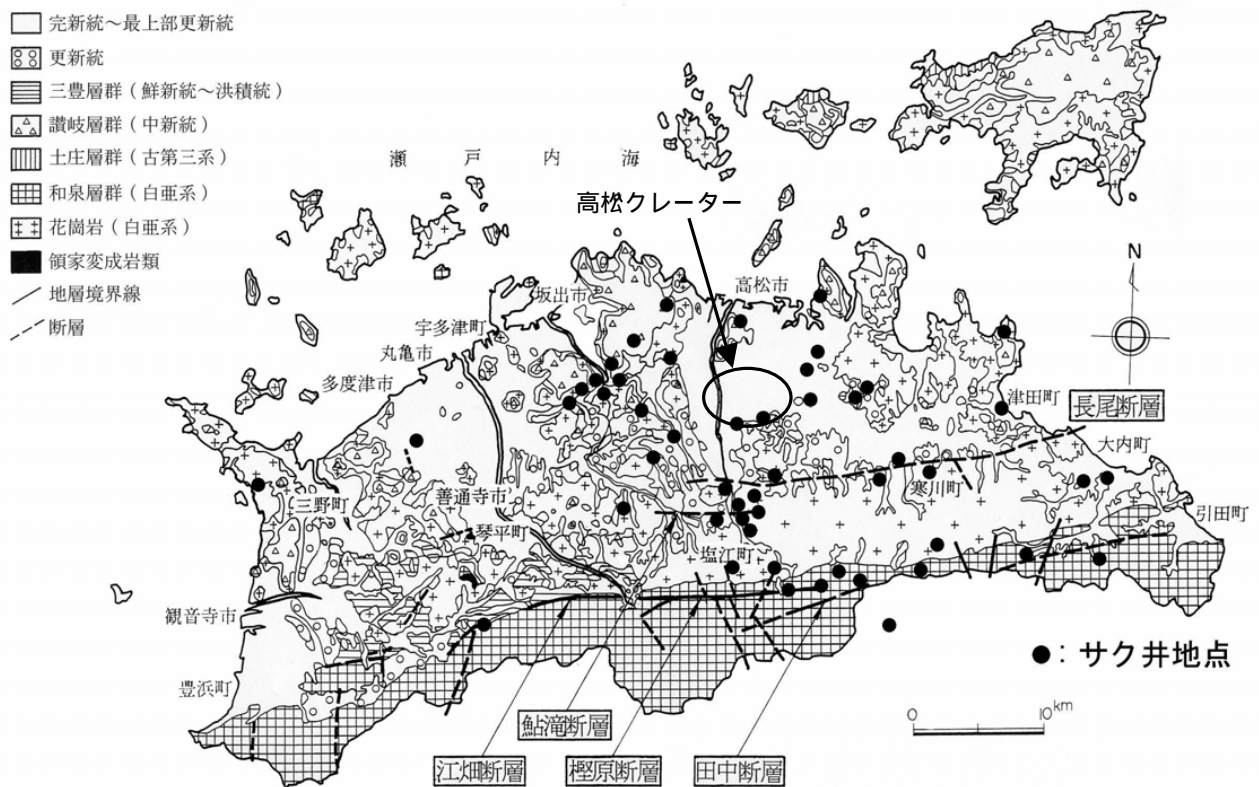 完新統～最上部更新統
更新統
三豊層群(鮮新統～洪積統)
讃岐層群(中新統)
土庄層群(古第三系)
和泉層群(白亜系)
花崗岩(白亜系)
領家変成岩類
地層境界線
断層
瀬戸内海
高松クレーター
N
高松市
坂出市
宇多津町
丸亀市
多度津市
津田町
長尾断層
大内町
寒川町
善通寺市
三野町
引田町
琴平町
塩江町
観音寺市
●：サク井地点
豊浜町
0 10 km
鮎滝断層
江畑断層
樫原断層
田中断層